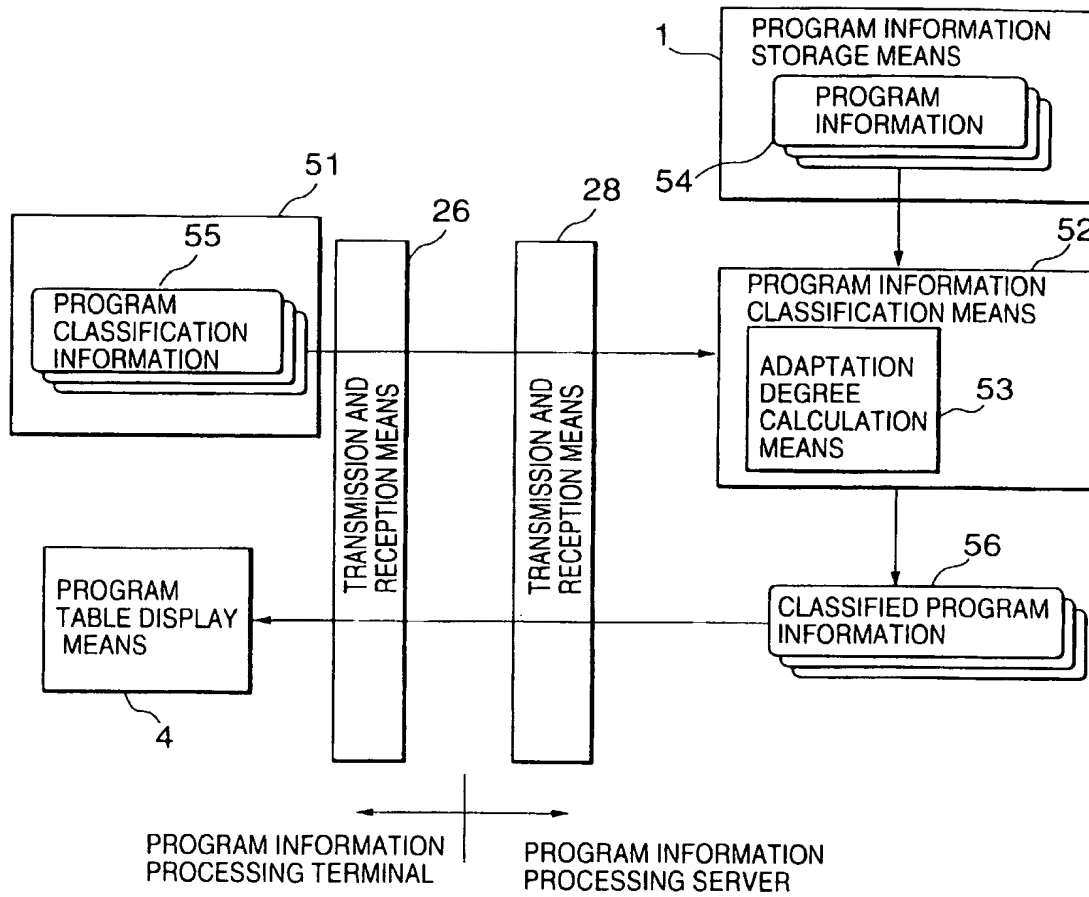 1
PROGRAM INFORMATION
STORAGE MEANS
PROGRAM
INFORMATION
54
51
55
PROGRAM
CLASSIFICATION
INFORMATION
26
TRANSMISSION AND
RECEPTION MEANS
28
TRANSMISSION AND
RECEPTION MEANS
52
PROGRAM INFORMATION
CLASSIFICATION MEANS
ADAPTATION
DEGREE
CALCULATION
MEANS
53
PROGRAM
TABLE DISPLAY
MEANS
4
56
CLASSIFIED PROGRAM
INFORMATION
PROGRAM INFORMATION
PROCESSING TERMINAL
PROGRAM INFORMATION
PROCESSING SERVER